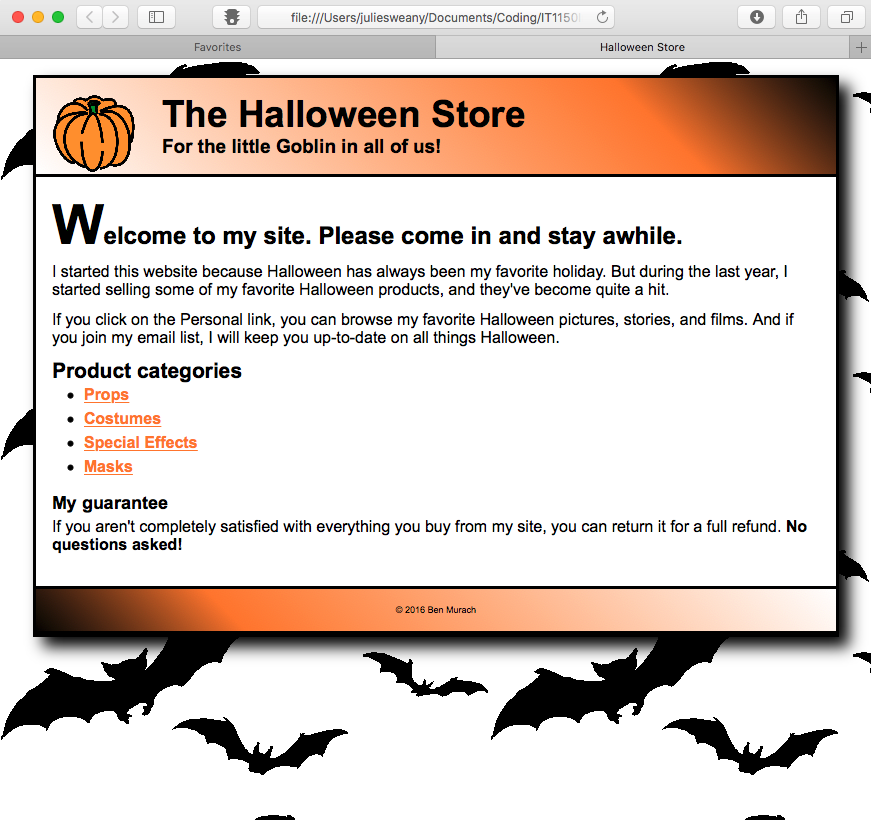 file:///Users/juliesweany/Documents/Coding/IT1150
Favorites
Halloween Store
The Halloween Store
For the little Goblin in all of us!
Welcome to my site. Please come in and stay awhile.
I started this website because Halloween has always been my favorite holiday. But during the last year, I
started selling some of my favorite Halloween products, and they've become quite a hit.
If you click on the Personal link, you can browse my favorite Halloween pictures, stories, and films. And if
you join my email list, I will keep you up-to-date on all things Halloween.
Product categories
• Props
• Costumes
• Special Effects
• Masks
My guarantee
If you aren't completely satisfied with everything you buy from my site, you can return it for a full refund. No
questions asked!
© 2016 Ben Murach